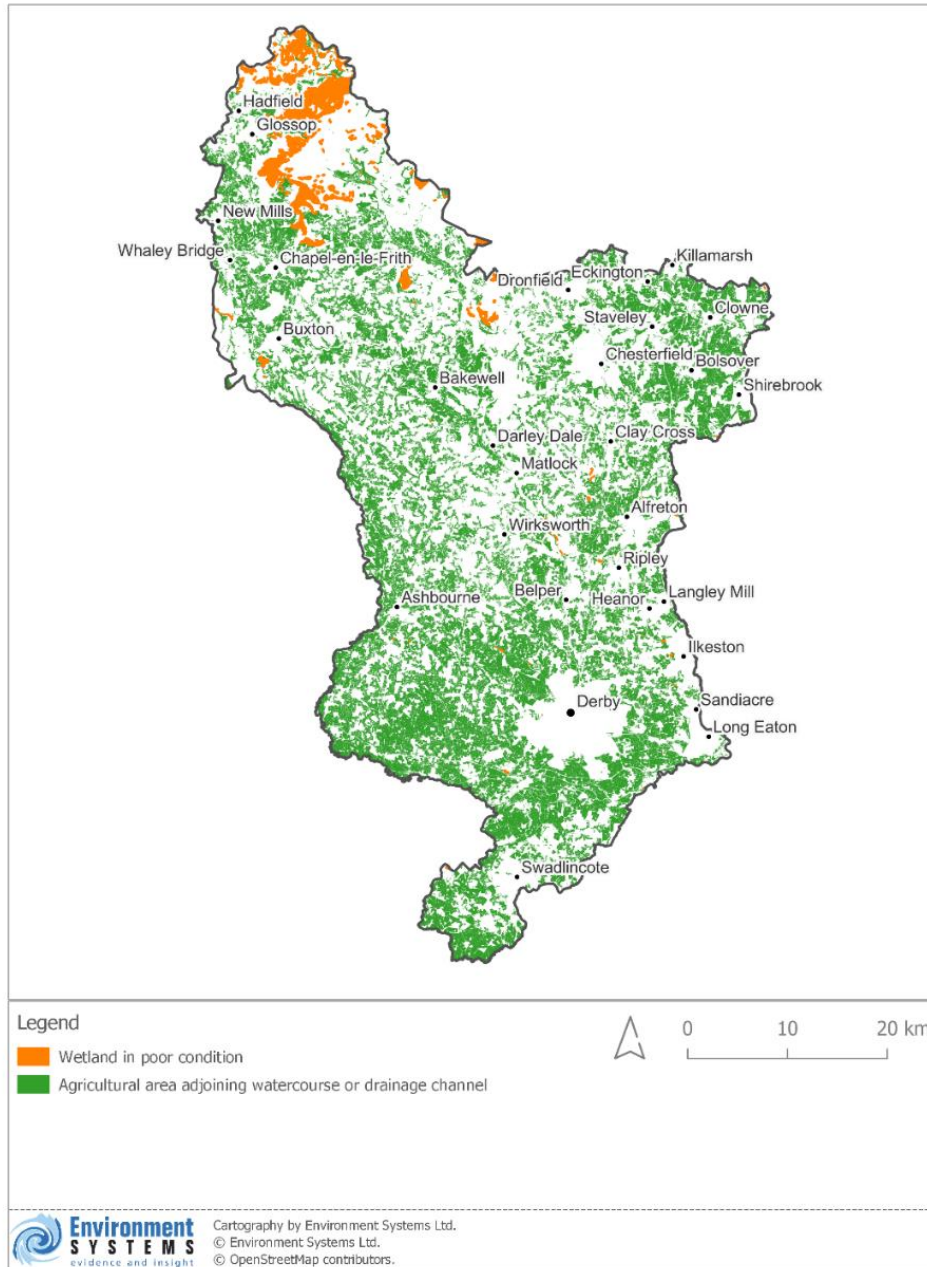 Hadfield
Glossop
New Mills
Whaley Bridge
Chapel-en-le-Frith
Killamarsh
Eckington
Dronfield
Clowne
Staveley
Buxton
Chesterfield
Bolsover
Bakewell
Shirebrook
Darley Dale
Clay Cross
Matlock
Alfreton
Wirksworth
Ripley
Belper
Langley Mill
Ashbourne
Heanor
Ilkeston
Derby
Sandiacre
Long Eaton
Swadlincote
Legend
0 10 20 km
Wetland in poor condition
Agricultural area adjoining watercourse or drainage channel
Environment
SYSTEMS
evidence and insight
Cartography by Environment Systems Ltd.
© Environment Systems Ltd.
© OpenStreetMap contributors.